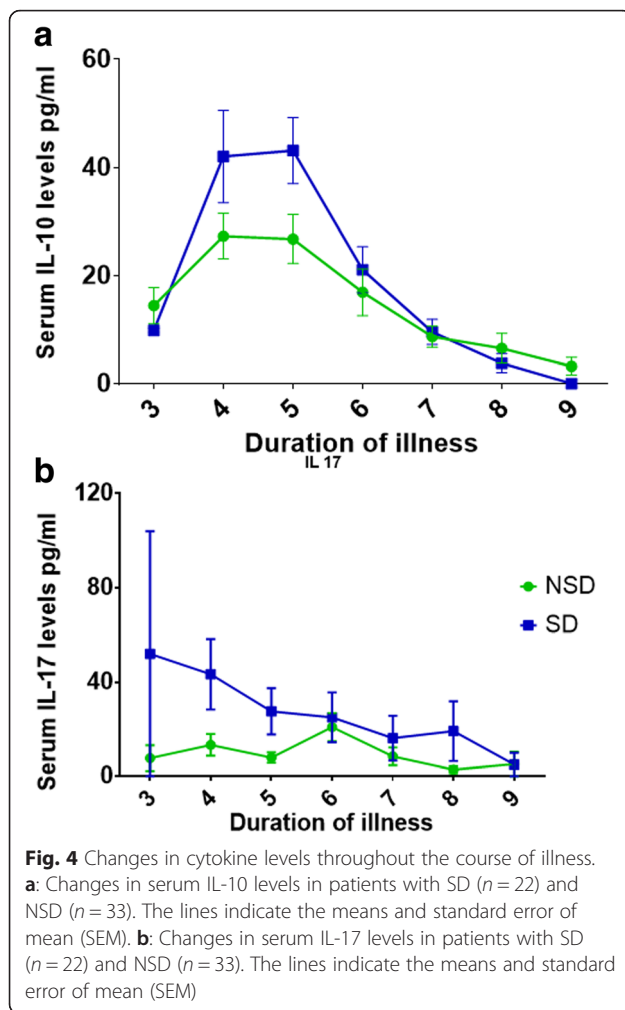 a
60
40
20
0
Serum IL-10 levels pg/ml
3 4 5 6 7 8 9
Duration of illness
IL 17
b
120
80
40
0
Serum IL-17 levels pg/ml
NSD
SD
3 4 5 6 7 8 9
Duration of illness
Fig. 4 Changes in cytokine levels throughout the course of illness.
a: Changes in serum IL-10 levels in patients with SD (n = 22) and
NSD (n = 33). The lines indicate the means and standard error of
mean (SEM). b: Changes in serum IL-17 levels in patients with SD
(n = 22) and NSD (n = 33). The lines indicate the means and standard
error of mean (SEM)